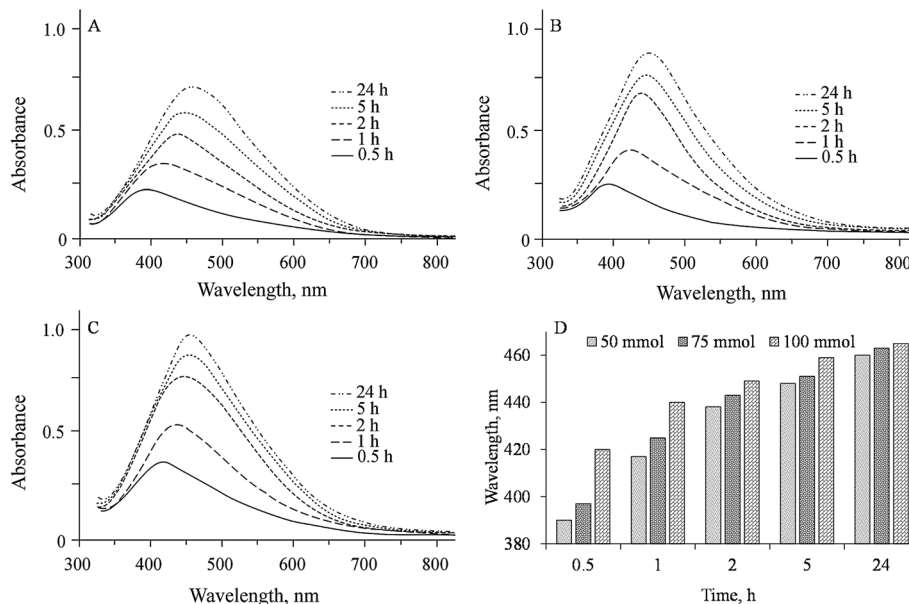 A
1.0
0.5
0
Absorbance
24 h
5 h
2 h
1 h
0.5 h
300 400 500 600 700 800
Wavelength, nm
B
1.0
0.5
0
Absorbance
24 h
5 h
2 h
1 h
0.5 h
300 400 500 600 700 800
Wavelength, nm
C
1.0
0.5
0
Absorbance
24 h
5 h
2 h
1 h
0.5 h
300 400 500 600 700 800
Wavelength, nm
D
50 mmol 75 mmol 100 mmol
460
440
420
400
380
Wavelength, nm
0.5 1 2 5 24
Time, h